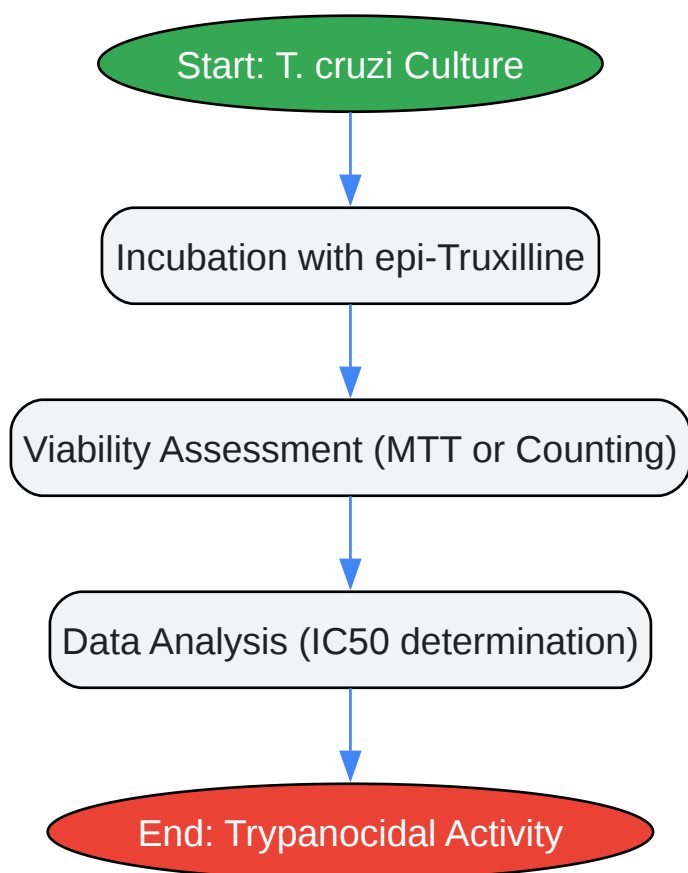 Start: T. cruzi Culture
Incubation with epi-Truxilline
Viability Assessment (MTT or Counting)
Data Analysis (IC50 determination)
End: Trypanocidal Activity